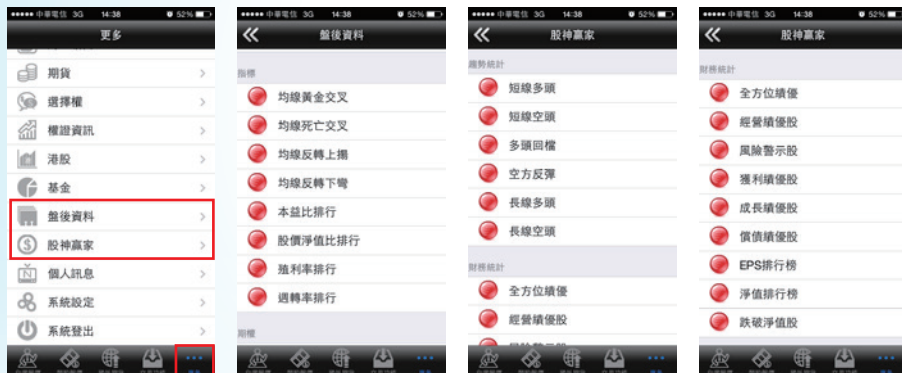 中華電信 3G 14:38 52%
更多
期貨
選擇權
權證資訊
港股
基金
盤後資料
股神贏家
個人訊息
系統設定
系統登出
中華電信 3G 14:38 52%
盤後資料
指標
均線黃金交叉
均線死亡交叉
均線反轉上揚
均線反轉下彎
本益比排行
股價淨值比排行
殖利率排行
週轉率排行
期權
中華電信 3G 14:38 52%
股神贏家
趨勢統計
短線多頭
短線空頭
多頭回檔
空方反彈
長線多頭
長線空頭
財務統計
全方位績優
經營績優股
中華電信 3G 14:38 52%
股神贏家
財務統計
全方位績優
經營績優股
風險警示股
獲利績優股
成長績優股
償債績優股
EPS排行榜
淨值排行榜
跌破淨值股